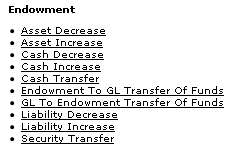 Endowment
Asset Decrease
Asset Increase
Cash Decrease
Cash Increase
Cash Transfer
Endowment To GL Transfer Of Funds
GL To Endowment Transfer Of Funds
Liability Decrease
Liability Increase
Security Transfer